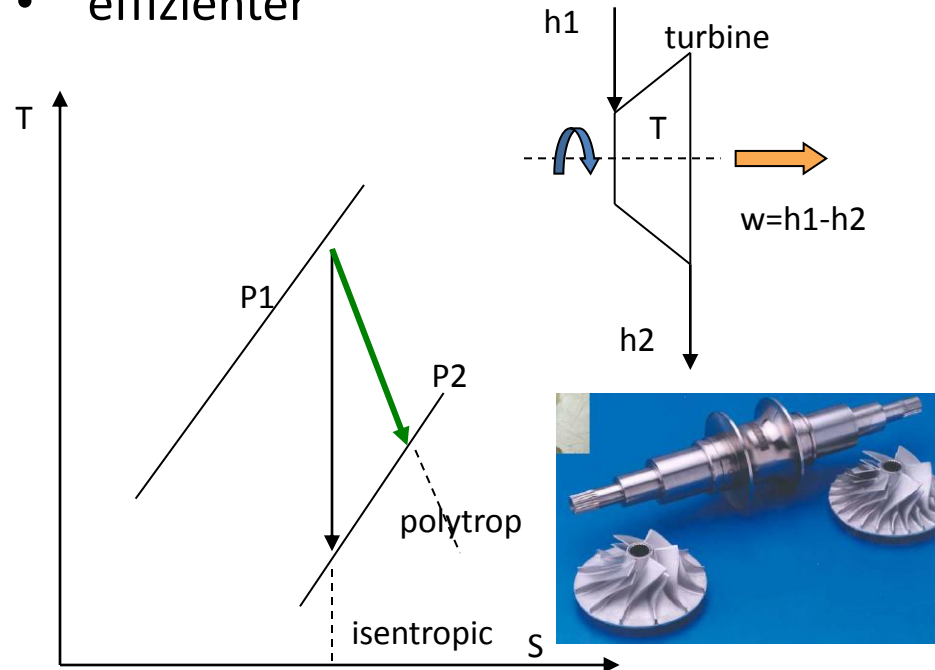 • effizienter
h1
turbine
T
T
w=h1-h2
P1
h2
P2
polytrop
isentropic
S